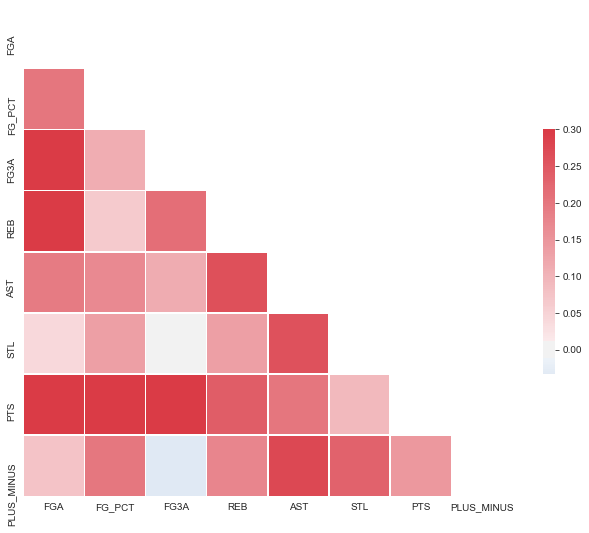 FGA
FG_PCT
FG3A
REB
AST
STL
PTS
PLUS_MINUS
FGA FG_PCT FG3A REB AST STL PTS PLUS_MINUS
0.30
0.25
0.20
0.15
0.10
0.05
0.00